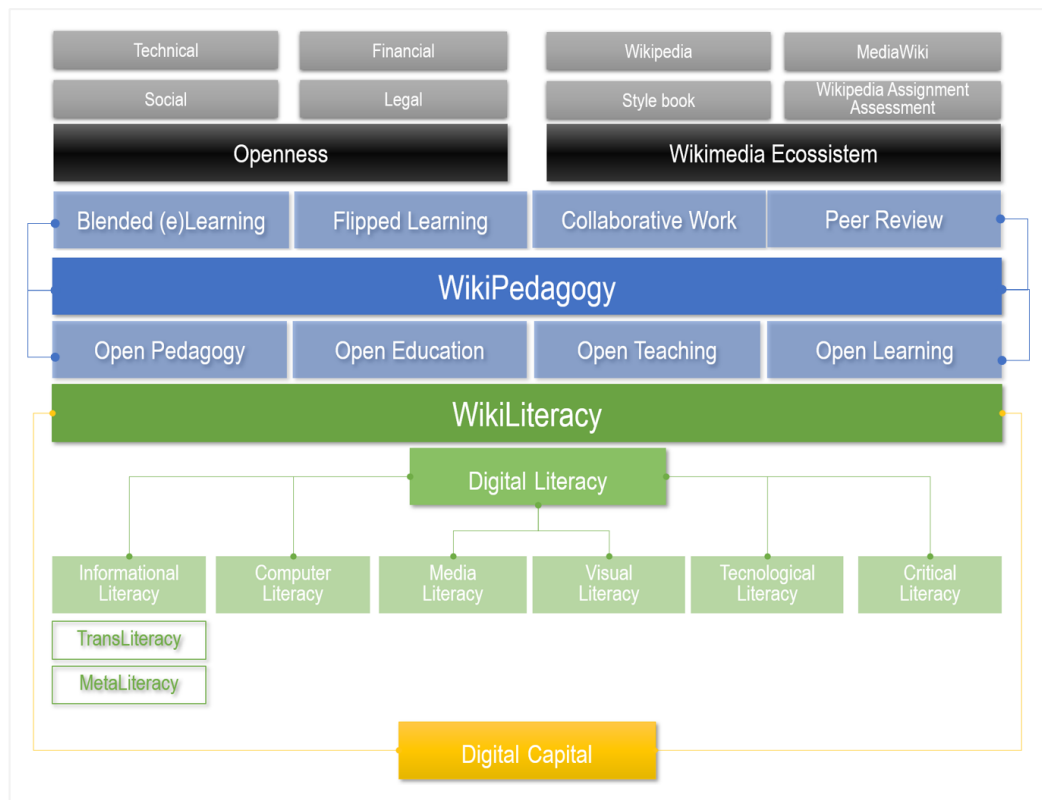 Technical
Financial
Wikipedia
MediaWiki
Social
Legal
Style book
Wikipedia Assignment
Assessment
Openness
Wikimedia Ecossistem
Blended (e)Learning
Flipped Learning
Collaborative Work
Peer Review
WikiPedagogy
Open Pedagogy
Open Education
Open Teaching
Open Learning
WikiLiteracy
Digital Literacy
Informational
Literacy
Computer
Literacy
Media
Literacy
Visual
Literacy
Tecnological
Literacy
Critical
Literacy
TransLiteracy
MetaLiteracy
Digital Capital